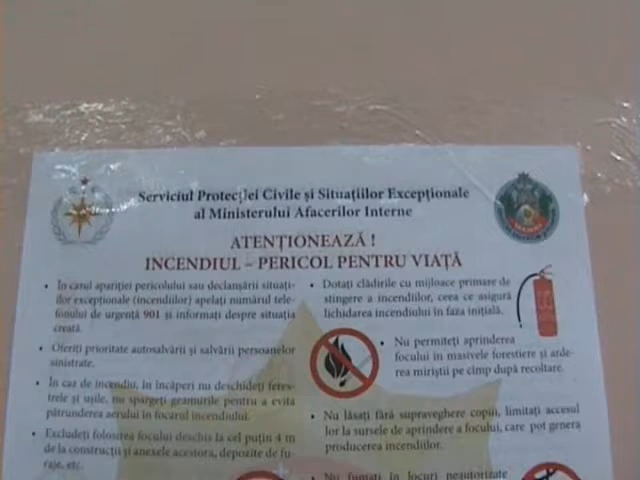 Serviciul Protecției Civile și Situațiilor Excepționale
al Ministerului Afacerilor Interne
ATENȚIONEAZĂ !
INCENDIUL – PERICOL PENTRU VIAȚĂ
• În cazul apariției pericolului sau declanșării situați-
ilor excepționale (incendiilor) apelați numărul tele-
fonului de urgență 901 și informați despre situația
creată.
• Oferiți prioritate autosalvării și salvării persoanelor
sinistrate.
• În caz de incendiu, în încăperi nu deschideți feres-
trele și ușile, nu spargeți geamurile pentru a evita
pătrunderea aerului în focarul incendiului.
• Excludeți folosirea focului deschis la cel puțin 4 m
de la construcții și anexele acestora, depozite de fu-
raje, etc.
• Dotați clădirile cu mijloace primare de
stingere a incendiilor, ceea ce asigură
lichidarea incendiului în faza inițială.
• Nu permiteți aprinderea
focului în masivele forestiere și arde-
rea miriștii pe cîmp după recoltare.
• Nu lăsați fără supraveghere copiii, limitați accesul
lor la sursele de aprindere a focului, care pot genera
producerea incendiilor.
• Nu fumați în locuri neautorizate